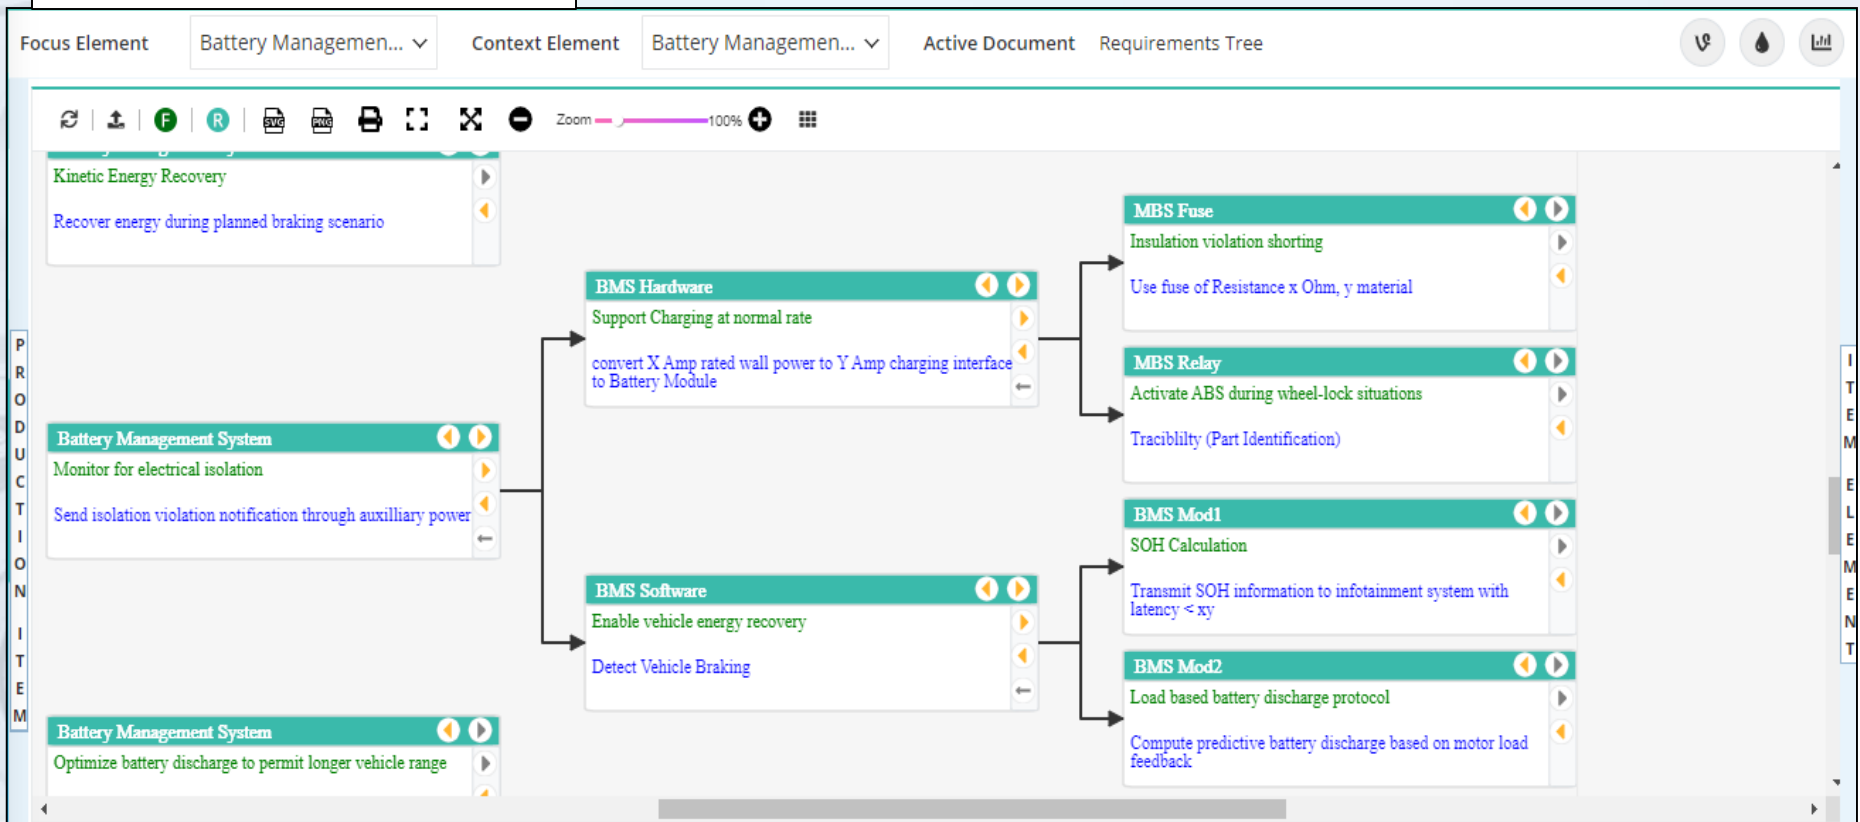 Focus Element
Battery Managemen...
Context Element
Battery Managemen...
Active Document
Requirements Tree
F
R
SVG
PNG
Zoom
100%
Kinetic Energy Recovery
Recover energy during planned braking scenario
Battery Management System
Monitor for electrical isolation
Send isolation violation notification through auxilliary power
Battery Management System
Optimize battery discharge to permit longer vehicle range
BMS Hardware
Support Charging at normal rate
convert X Amp rated wall power to Y Amp charging interface
to Battery Module
BMS Software
Enable vehicle energy recovery
Detect Vehicle Braking
MBS Fuse
Insulation violation shorting
Use fuse of Resistance x Ohm, y material
MBS Relay
Activate ABS during wheel-lock situations
Traciblilty (Part Identification)
BMS Mod1
SOH Calculation
Transmit SOH information to infotainment system with
latency < xy
BMS Mod2
Load based battery discharge protocol
Compute predictive battery discharge based on motor load
feedback
PRODUCTION ITEM
ITEM ELEMENT